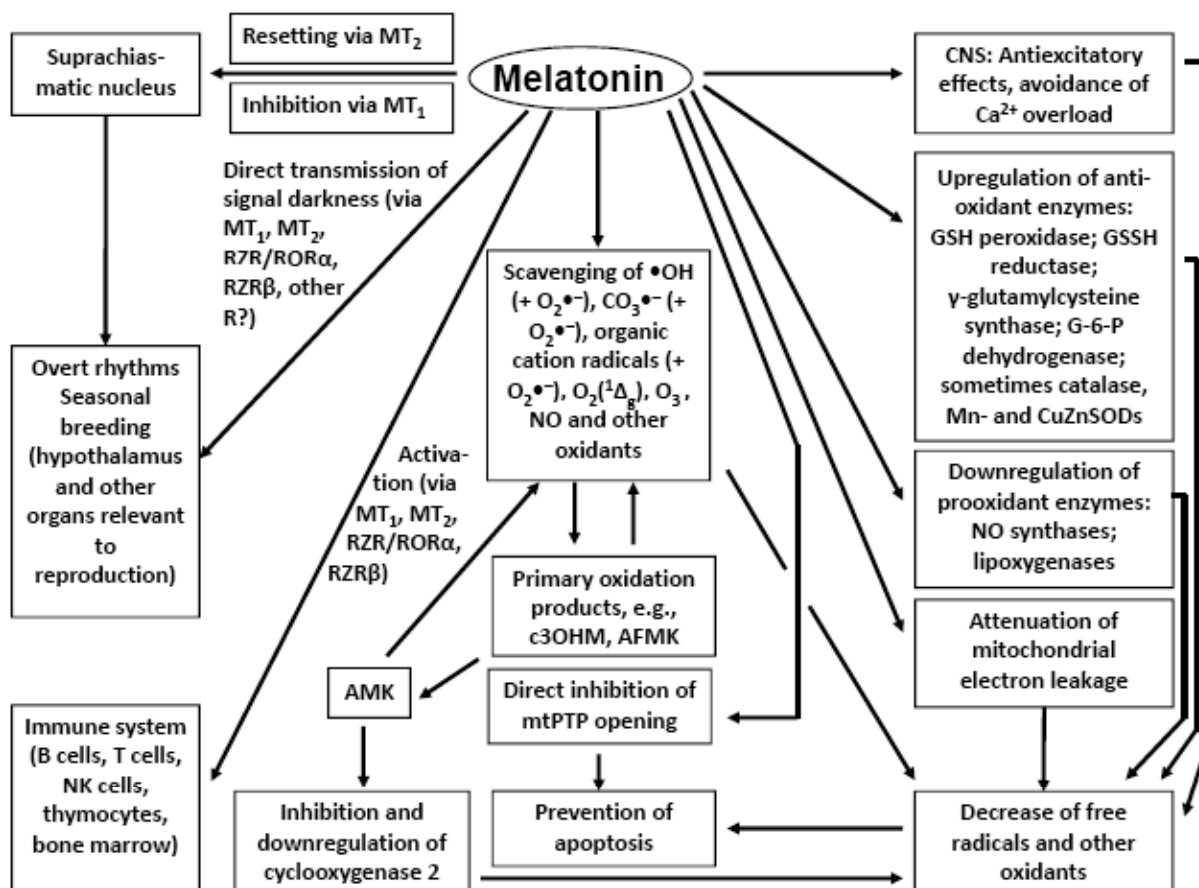 Resetting via MT₂
Melatonin
Inhibition via MT₁
Suprachias-
matic nucleus
CNS: Antiexcitatory
effects, avoidance of
Ca²⁺ overload
Direct transmission of
signal darkness (via
MT₁, MT₂,
R7R/RORα,
RZRβ, other
R?)
Upregulation of anti-
oxidant enzymes:
GSH peroxidase; GSSH
reductase;
γ-glutamylcysteine
synthase; G-6-P
dehydrogenase;
sometimes catalase,
Mn- and CuZnSODs
Scavenging of •OH
(+ O₂•⁻), CO₃•⁻ (+
O₂•⁻), organic
cation radicals (+
O₂•⁻), O₂(¹Δg), O₃ ,
NO and other
oxidants
Overt rhythms
Seasonal
breeding
(hypothalamus
and other
organs relevant
to
reproduction)
Activa-
tion (via
MT₁, MT₂,
RZR/RORα,
RZRβ)
Downregulation of
prooxidant enzymes:
NO synthases;
lipoxygenases
Primary oxidation
products, e.g.,
c3OHM, AFMK
Attenuation of
mitochondrial
electron leakage
AMK
Direct inhibition of
mtPTP opening
Immune system
(B cells, T cells,
NK cells,
thymocytes,
bone marrow)
Inhibition and
downregulation of
cyclooxygenase 2
Prevention of
apoptosis
Decrease of free
radicals and other
oxidants